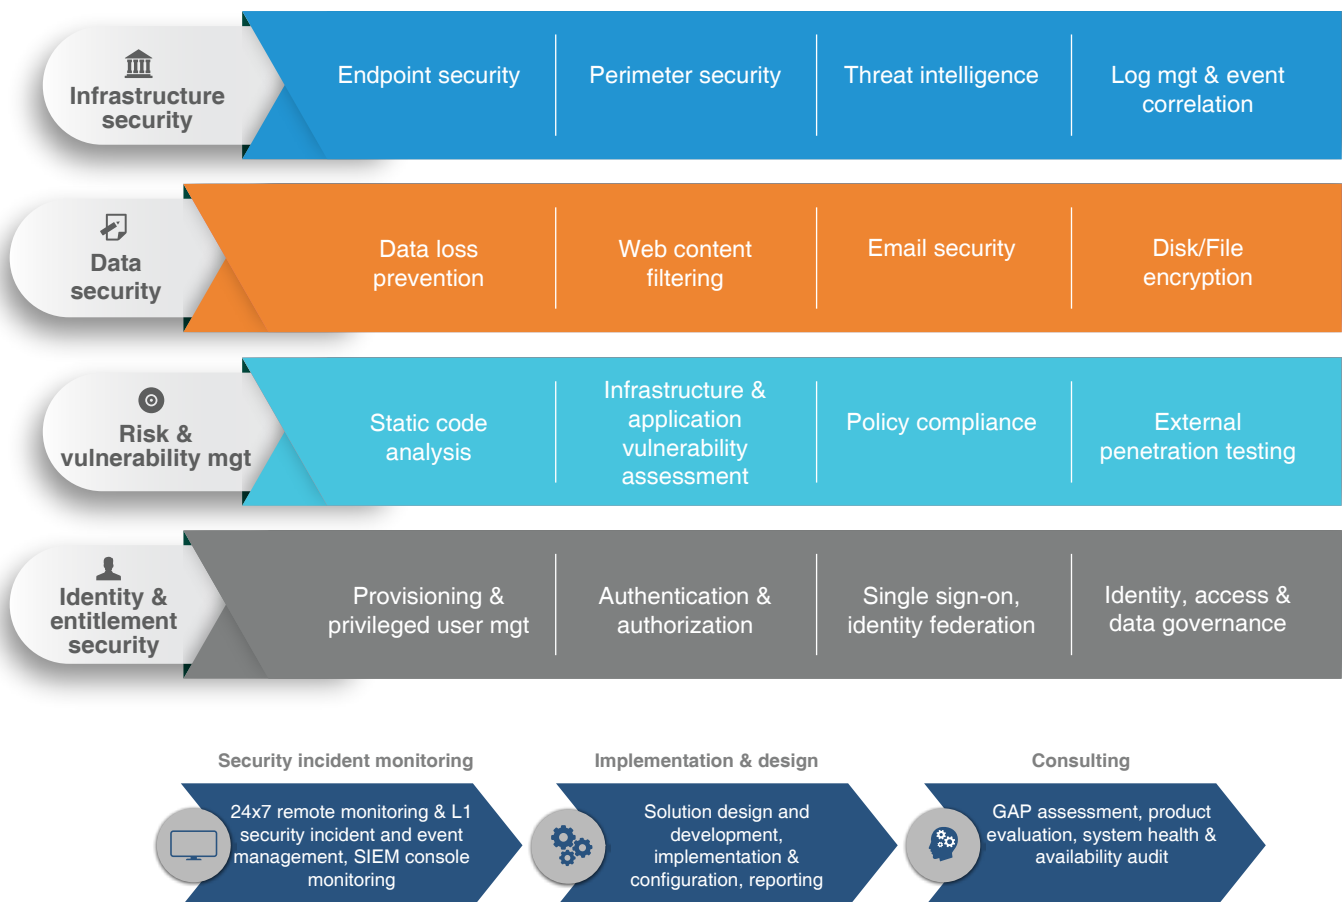 Infrastructure
security
Endpoint security
Perimeter security
Threat intelligence
Log mgt & event
correlation
Data
security
Data loss
prevention
Web content
filtering
Email security
Disk/File
encryption
Risk &
vulnerability mgt
Static code
analysis
Infrastructure &
application
vulnerability
assessment
Policy compliance
External
penetration testing
Identity &
entitlement
security
Provisioning &
privileged user mgt
Authentication &
authorization
Single sign-on,
identity federation
Identity, access &
data governance
Security incident monitoring
24x7 remote monitoring & L1
security incident and event
management, SIEM console
monitoring
Implementation & design
Solution design and
development,
implementation &
configuration, reporting
Consulting
GAP assessment, product
evaluation, system health &
availability audit